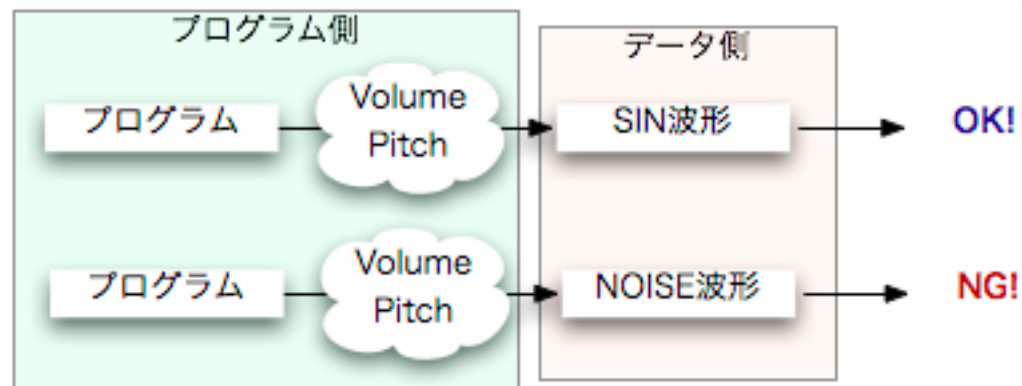 プログラム側
データ側
プログラム
Volume
Pitch
SIN波形
OK!
プログラム
Volume
Pitch
NOISE波形
NG!